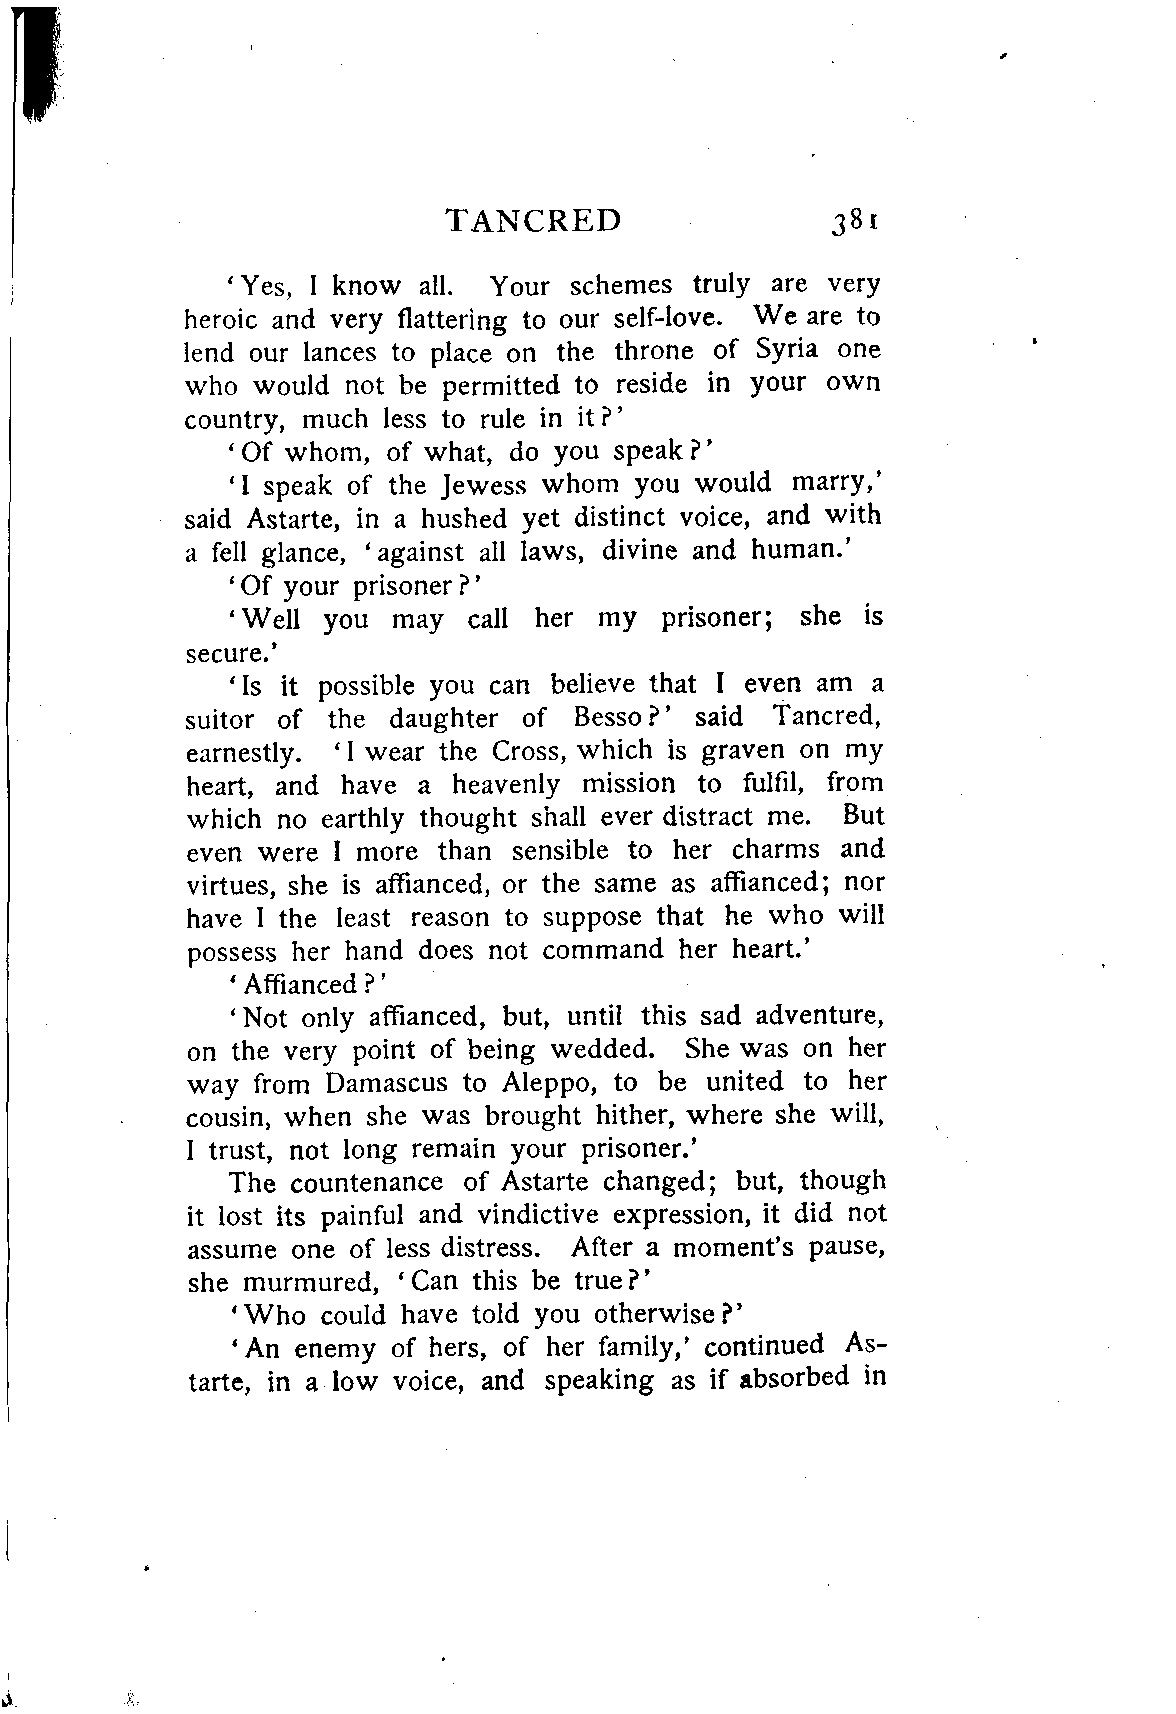 TANCRED 381
‘Yes, I know all. Your schemes truly are very
heroic and very flattering to our self-love. We are to
lend our lances to place on the throne of Syria one
who would not be permitted to reside in your own
country, much less to rule in it?’
‘Of whom, of what, do you speak?’
‘I speak of the Jewess whom you would marry,’
said Astarte, in a hushed yet distinct voice, and with
a fell glance, ‘against all laws, divine and human.’
‘Of your prisoner?’
‘Well you may call her my prisoner; she is
secure.’
‘Is it possible you can believe that I even am a
suitor of the daughter of Besso?’ said Tancred,
earnestly. ‘I wear the Cross, which is graven on my
heart, and have a heavenly mission to fulfil, from
which no earthly thought shall ever distract me. But
even were I more than sensible to her charms and
virtues, she is affianced, or the same as affianced; nor
have I the least reason to suppose that he who will
possess her hand does not command her heart.’
‘Affianced?’
‘Not only affianced, but, until this sad adventure,
on the very point of being wedded. She was on her
way from Damascus to Aleppo, to be united to her
cousin, when she was brought hither, where she will,
I trust, not long remain your prisoner.’
The countenance of Astarte changed; but, though
it lost its painful and vindictive expression, it did not
assume one of less distress. After a moment's pause,
she murmured, ‘Can this be true?’
‘Who could have told you otherwise?’
‘An enemy of hers, of her family,’ continued As-
tarte, in a low voice, and speaking as if absorbed in